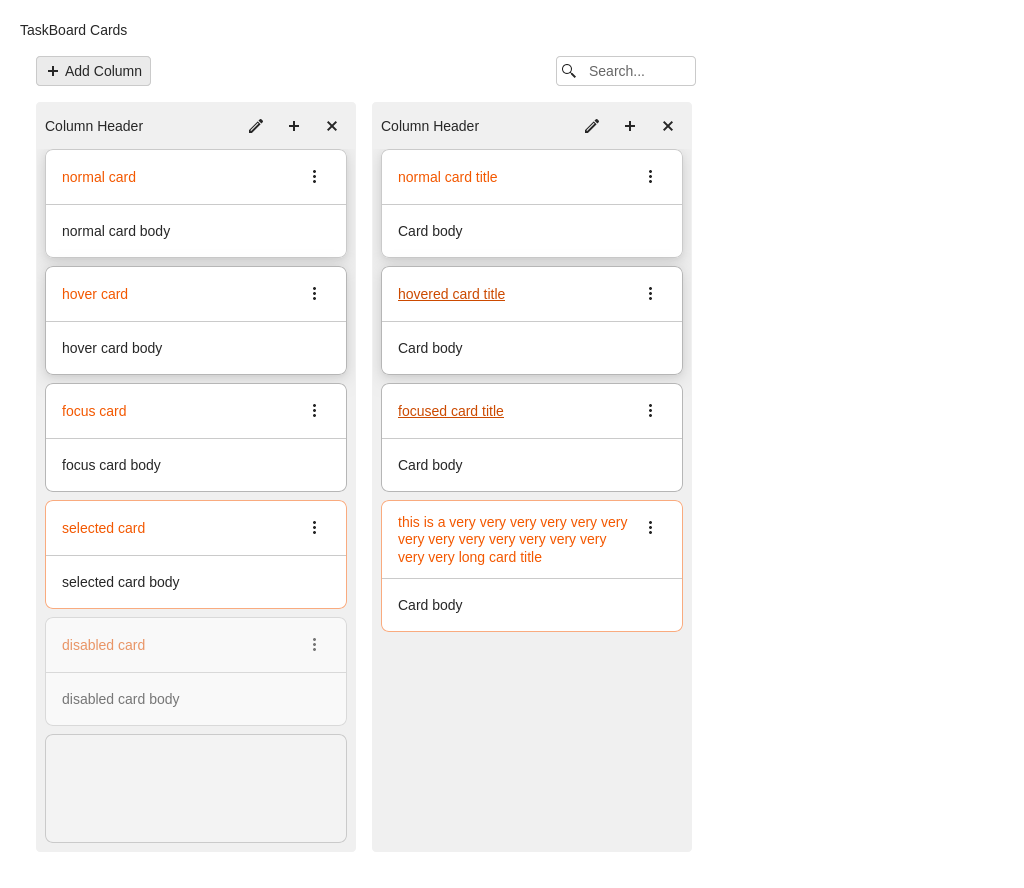 TaskBoard Cards
Add Column
Search...
Column Header
normal card
normal card body
hover card
hover card body
focus card
focus card body
selected card
selected card body
disabled card
disabled card body
Column Header
normal card title
Card body
hovered card title
Card body
focused card title
Card body
this is a very very very very very very
very very very very very very very
very very long card title
Card body